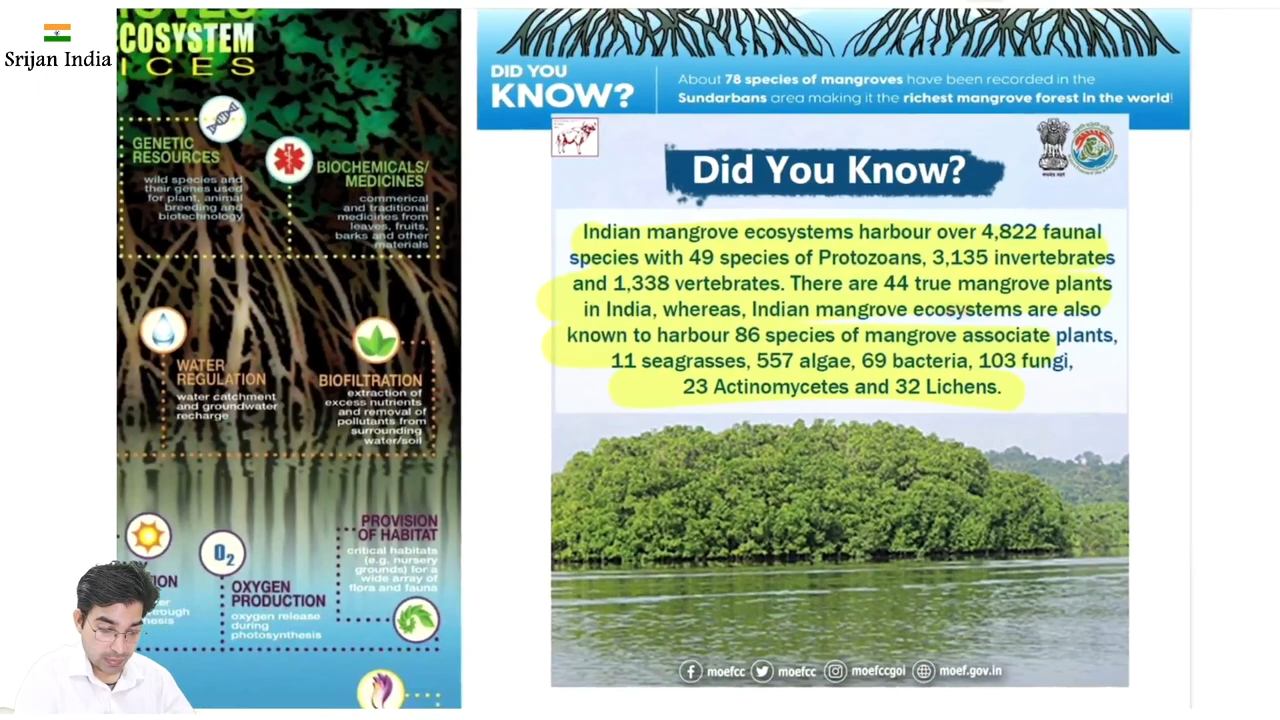 Srijan India
COSYSTEM
ICES
GENETIC
RESOURCES
wild species and
their genes used
for plant, animal
breeding and
biotechnology
BIOCHEMICALS/
MEDICINES
commerical
and traditional
medicines from
leaves, fruits,
barks and other
materials
WATER
REGULATION
water catchment
and groundwater
recharge
BIOFILTRATION
extraction of
excess nutrients
and removal of
pollutants from
surrounding
water/soil
O2
OXYGEN
PRODUCTION
oxygen release
during
photosynthesis
PROVISION
OF HABITAT
critical habitats
(e.g. nursery
grounds) for a
wide array of
flora and fauna
DID YOU
KNOW?
About 78 species of mangroves have been recorded in the
Sundarbans area making it the richest mangrove forest in the world!
Did You Know?
Indian mangrove ecosystems harbour over 4,822 faunal
species with 49 species of Protozoans, 3,135 invertebrates
and 1,338 vertebrates. There are 44 true mangrove plants
in India, whereas, Indian mangrove ecosystems are also
known to harbour 86 species of mangrove associate plants,
11 seagrasses, 557 algae, 69 bacteria, 103 fungi,
23 Actinomycetes and 32 Lichens.
moefcc moefcc moefccgoi moef.gov.in